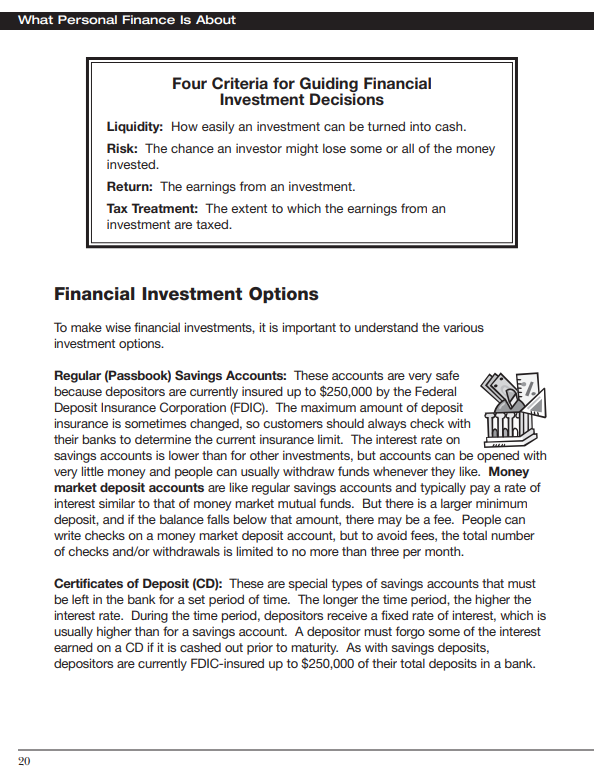 What Personal Finance Is About
Four Criteria for Guiding Financial
Investment Decisions
Liquidity: How easily an investment can be turned into cash.
Risk: The chance an investor might lose some or all of the money
invested.
Return: The earnings from an investment.
Tax Treatment: The extent to which the earnings from an
investment are taxed.
Financial Investment Options
To make wise financial investments, it is important to understand the various
investment options.
Regular (Passbook) Savings Accounts: These accounts are very safe
because depositors are currently insured up to $250,000 by the Federal
Deposit Insurance Corporation (FDIC). The maximum amount of deposit
insurance is sometimes changed, so customers should always check with
their banks to determine the current insurance limit. The interest rate on
savings accounts is lower than for other investments, but accounts can be opened with
very little money and people can usually withdraw funds whenever they like. Money
market deposit accounts are like regular savings accounts and typically pay a rate of
interest similar to that of money market mutual funds. But there is a larger minimum
deposit, and if the balance falls below that amount, there may be a fee. People can
write checks on a money market deposit account, but to avoid fees, the total number
of checks and/or withdrawals is limited to no more than three per month.
Certificates of Deposit (CD): These are special types of savings accounts that must
be left in the bank for a set period of time. The longer the time period, the higher the
interest rate. During the time period, depositors receive a fixed rate of interest, which is
usually higher than for a savings account. A depositor must forgo some of the interest
earned on a CD if it is cashed out prior to maturity. As with savings deposits,
depositors are currently FDIC-insured up to $250,000 of their total deposits in a bank.
20